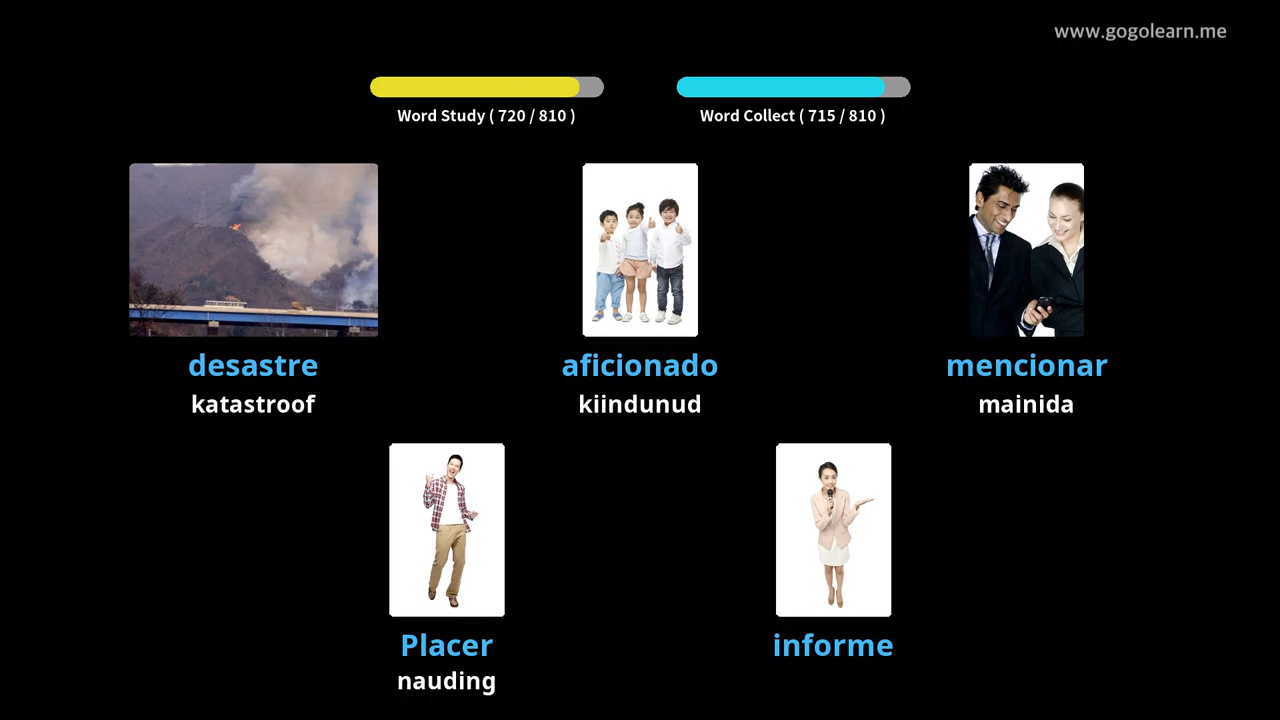 www.gogolearn.me
Word Study ( 720 / 810 )
Word Collect ( 715 / 810 )
desastre
katastroof
aficionado
kiindunud
mencionar
mainida
Placer
nauding
informe